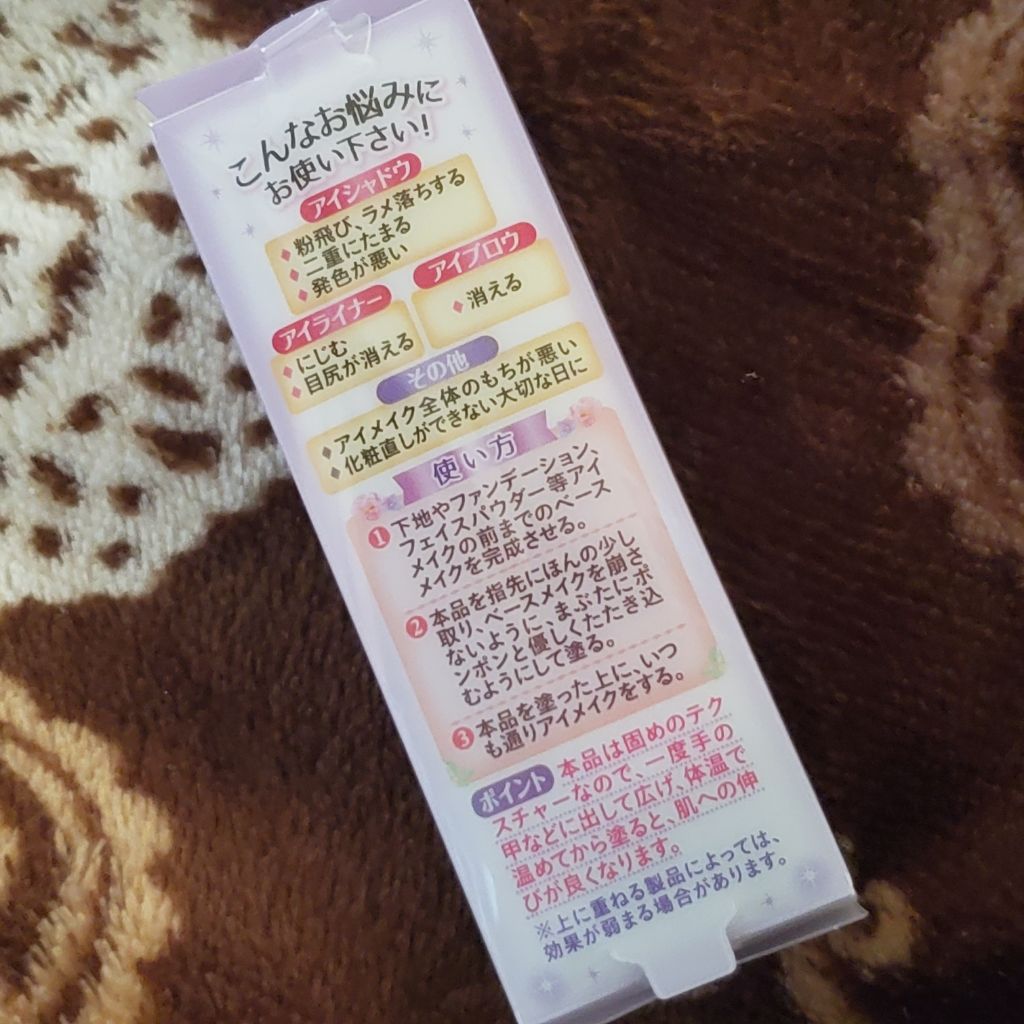 こんなお悩みに
お使い下さい!
アイシャドウ
♦粉飛び、ラメ落ちする
♦二重にたまる
♦発色が悪い
アイブロウ
♦消える
アイライナー
♦にじむ
♦目尻が消える
その他
♦アイメイク全体のもちが悪い
♦化粧直しができない大切な日に
使い方
1 下地やファンデーション、
フェイスパウダー等アイ
メイクの前までのベース
メイクを完成させる。
2 本品を指先にほんの少し
取り、ベースメイクを崩さ
ないように、まぶたにポ
ンポンと優しくたたき込
むようにして塗る。
3 本品を塗った上に、いつ
も通りアイメイクをする。
ポイント 本品は固めのテク
スチャーなので、一度手の
甲などに出して広げ、体温で
温めてから塗ると、肌への伸
びが良くなります。
※上に重ねる製品によっては、
効果が弱まる場合があります。